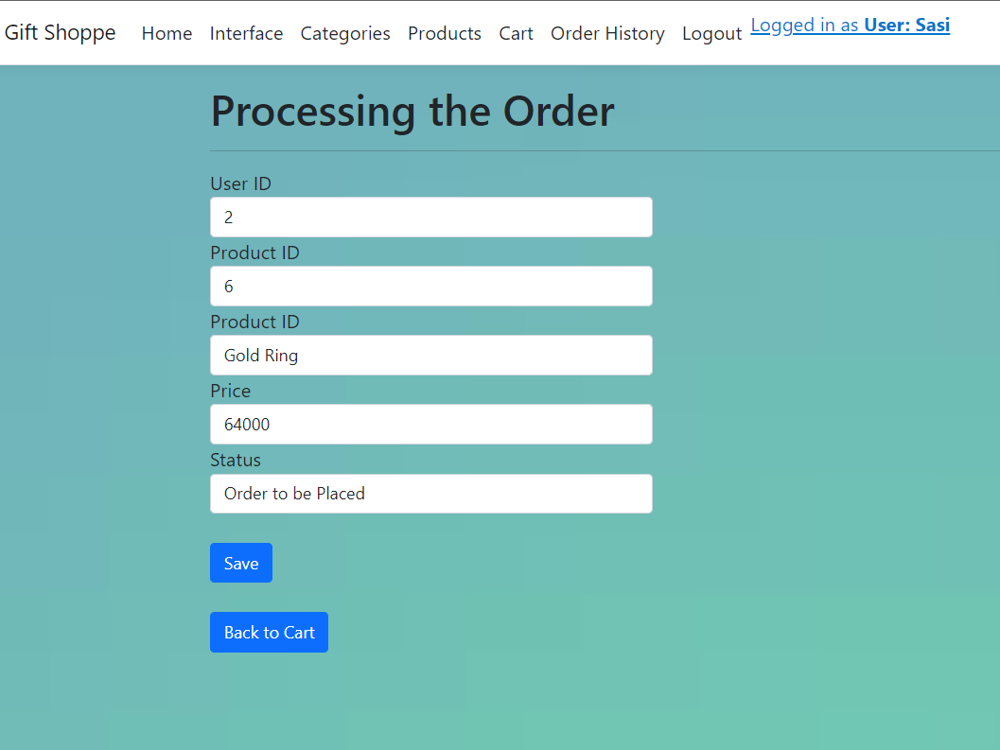 Gift Shoppe Home Interface Categories Products Cart Order History Logout Logged in as User: Sasi
Processing the Order
User ID
2
Product ID
6
Product ID
Gold Ring
Price
64000
Status
Order to be Placed
Save
Back to Cart